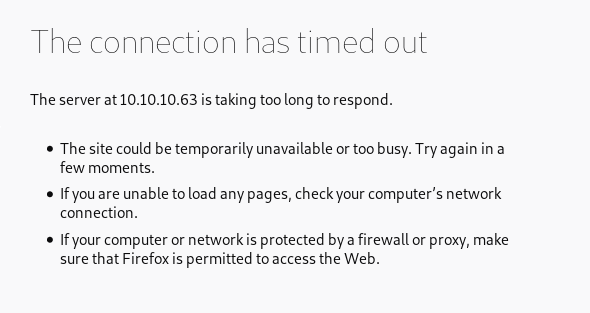 The connection has timed out
The server at 10.10.10.63 is taking too long to respond.
• The site could be temporarily unavailable or too busy. Try again in a
few moments.
• If you are unable to load any pages, check your computer’s network
connection.
• If your computer or network is protected by a firewall or proxy, make
sure that Firefox is permitted to access the Web.